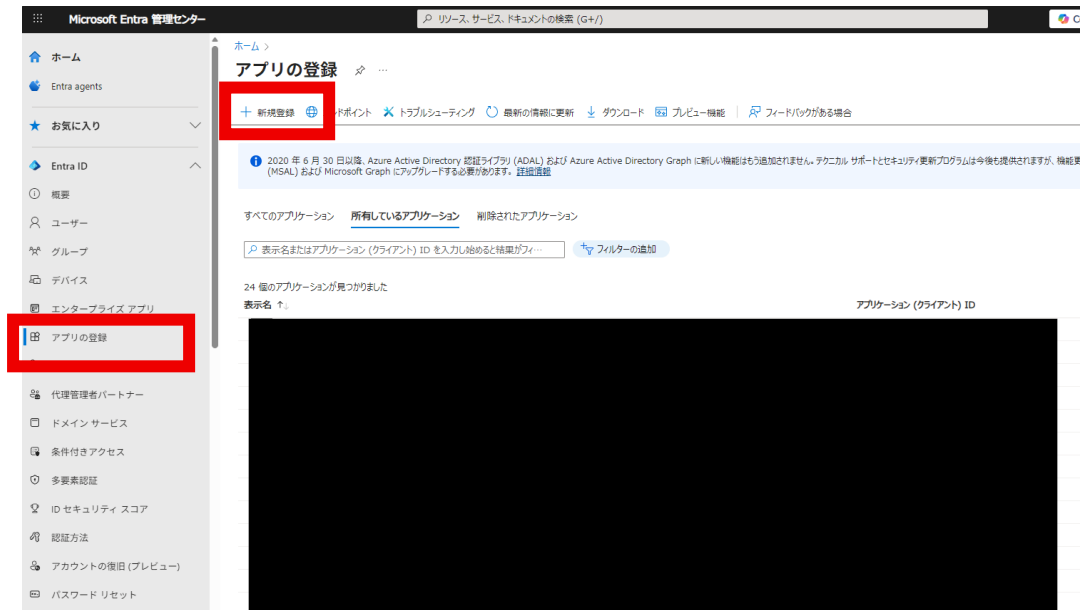 Microsoft Entra 管理センター
リソース、サービス、ドキュメントの検索 (G+/)
ホーム
Entra agents
お気に入り
Entra ID
概要
ユーザー
グループ
デバイス
エンタープライズ アプリ
アプリの登録
代理管理者パートナー
ドメイン サービス
条件付きアクセス
多要素認証
ID セキュリティ スコア
認証方法
アカウントの復旧 (プレビュー)
パスワード リセット
ホーム >
アプリの登録
新規登録 ドポイント トラブルシューティング 最新の情報に更新 ダウンロード プレビュー機能 フィードバックがある場合
2020 年 6 月 30 日以降、Azure Active Directory 認証ライブラリ (ADAL) および Azure Active Directory Graph に新しい機能はもう追加されません。テクニカル サポートとセキュリティ更新プログラムは今後も提供されますが、機能更
(MSAL) および Microsoft Graph にアップグレードする必要があります。 詳細情報
すべてのアプリケーション 所有しているアプリケーション 削除されたアプリケーション
表示名またはアプリケーション (クライアント) ID を入力し始めると結果がフィ… フィルターの追加
24 個のアプリケーションが見つかりました
表示名 ↑↓ アプリケーション (クライアント) ID